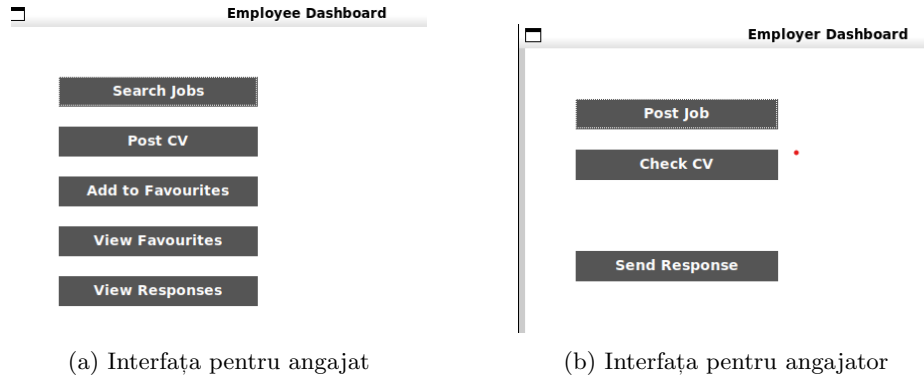 Employee Dashboard
Search Jobs
Post CV
Add to Favourites
View Favourites
View Responses
(a) Interfața pentru angajat
Employer Dashboard
Post Job
Check CV
Send Response
(b) Interfața pentru angajator